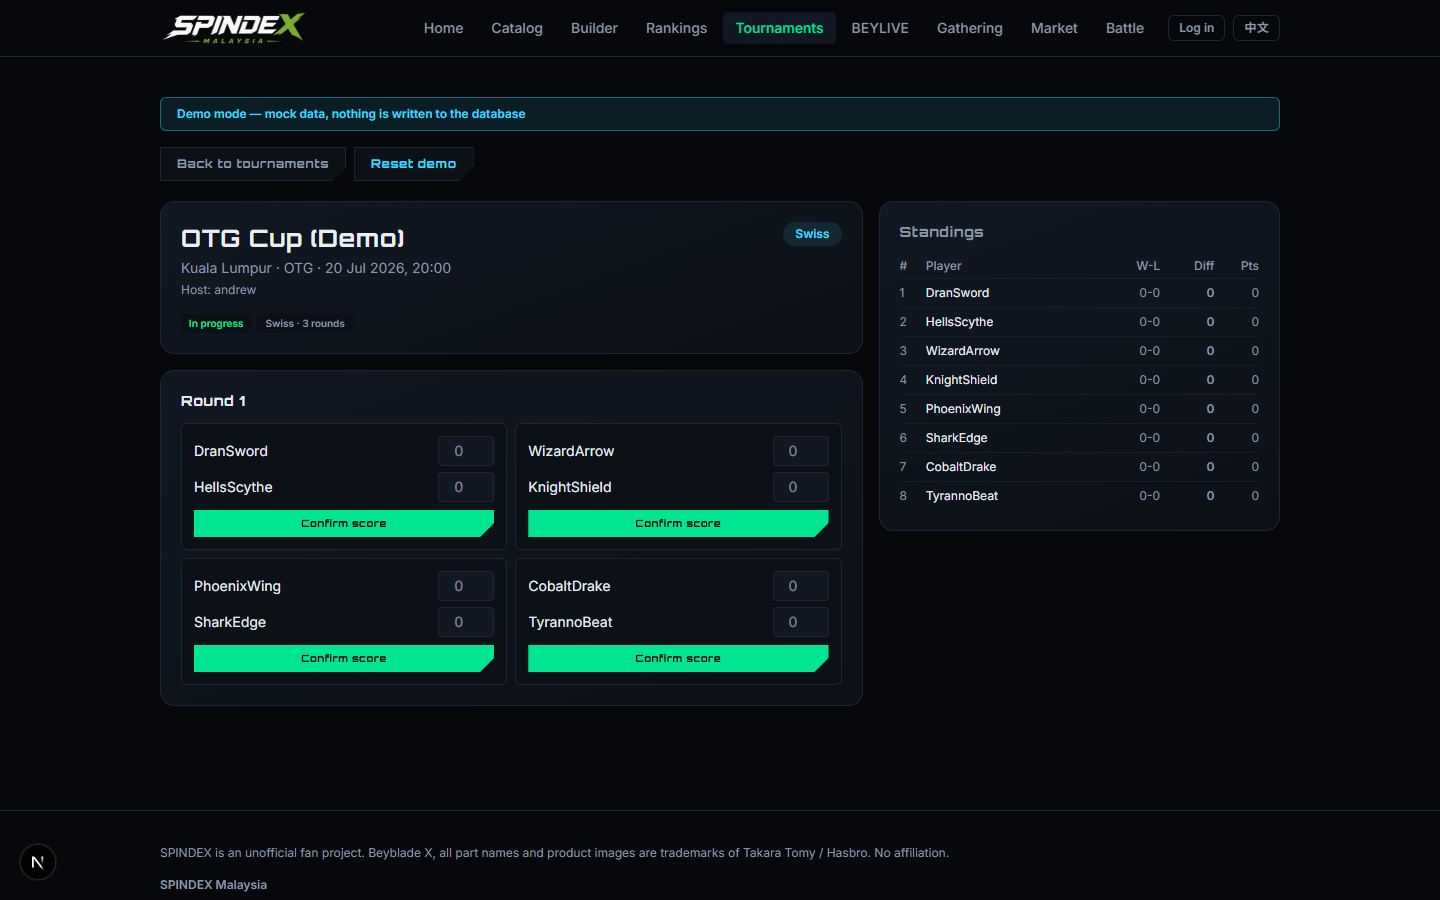 SPINDEX
MALAYSIA
Home Catalog Builder Rankings Tournaments BEYLIVE Gathering Market Battle Log in 中文
Demo mode — mock data, nothing is written to the database
Back to tournaments Reset demo
OTG Cup (Demo) Swiss
Kuala Lumpur · OTG · 20 Jul 2026, 20:00
Host: andrew
In progress Swiss · 3 rounds
Round 1
DranSword 0
HellsScythe 0
Confirm score
WizardArrow 0
KnightShield 0
Confirm score
PhoenixWing 0
SharkEdge 0
Confirm score
CobaltDrake 0
TyrannoBeat 0
Confirm score
Standings
# Player W-L Diff Pts
1 DranSword 0-0 0 0
2 HellsScythe 0-0 0 0
3 WizardArrow 0-0 0 0
4 KnightShield 0-0 0 0
5 PhoenixWing 0-0 0 0
6 SharkEdge 0-0 0 0
7 CobaltDrake 0-0 0 0
8 TyrannoBeat 0-0 0 0
SPINDEX is an unofficial fan project. Beyblade X, all part names and product images are trademarks of Takara Tomy / Hasbro. No affiliation.
SPINDEX Malaysia
N